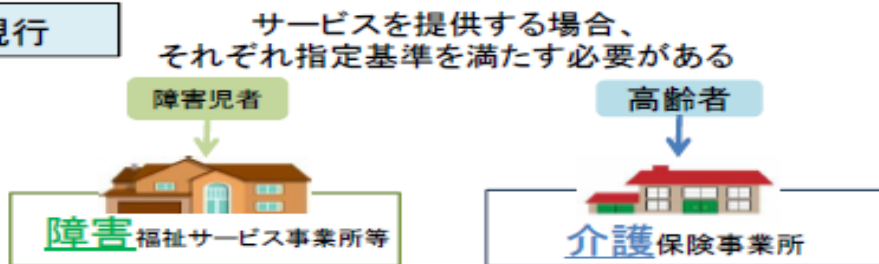 現行
サービスを提供する場合、
それぞれ指定基準を満たす必要がある
障害児者
高齢者
障害福祉サービス事業所等
介護保険事業所